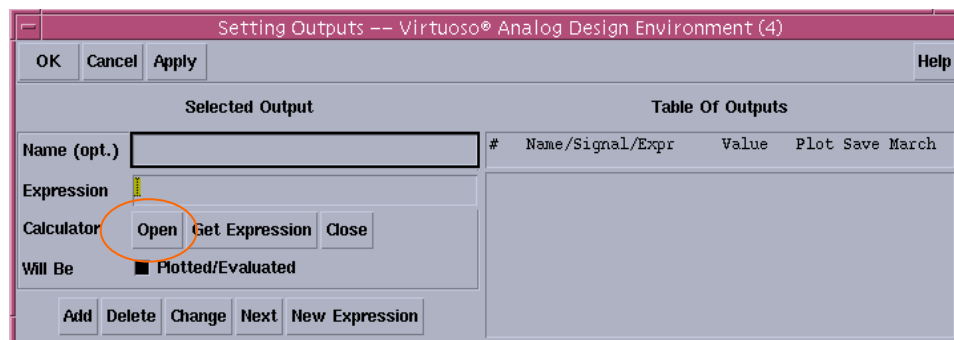 Setting Outputs -- Virtuoso® Analog Design Environment (4)
OK Cancel Apply Help
Selected Output
Name (opt.)
Expression
Calculator Open Get Expression Close
Will Be Plotted/Evaluated
Add Delete Change Next New Expression
Table Of Outputs
# Name/Signal/Expr Value Plot Save March